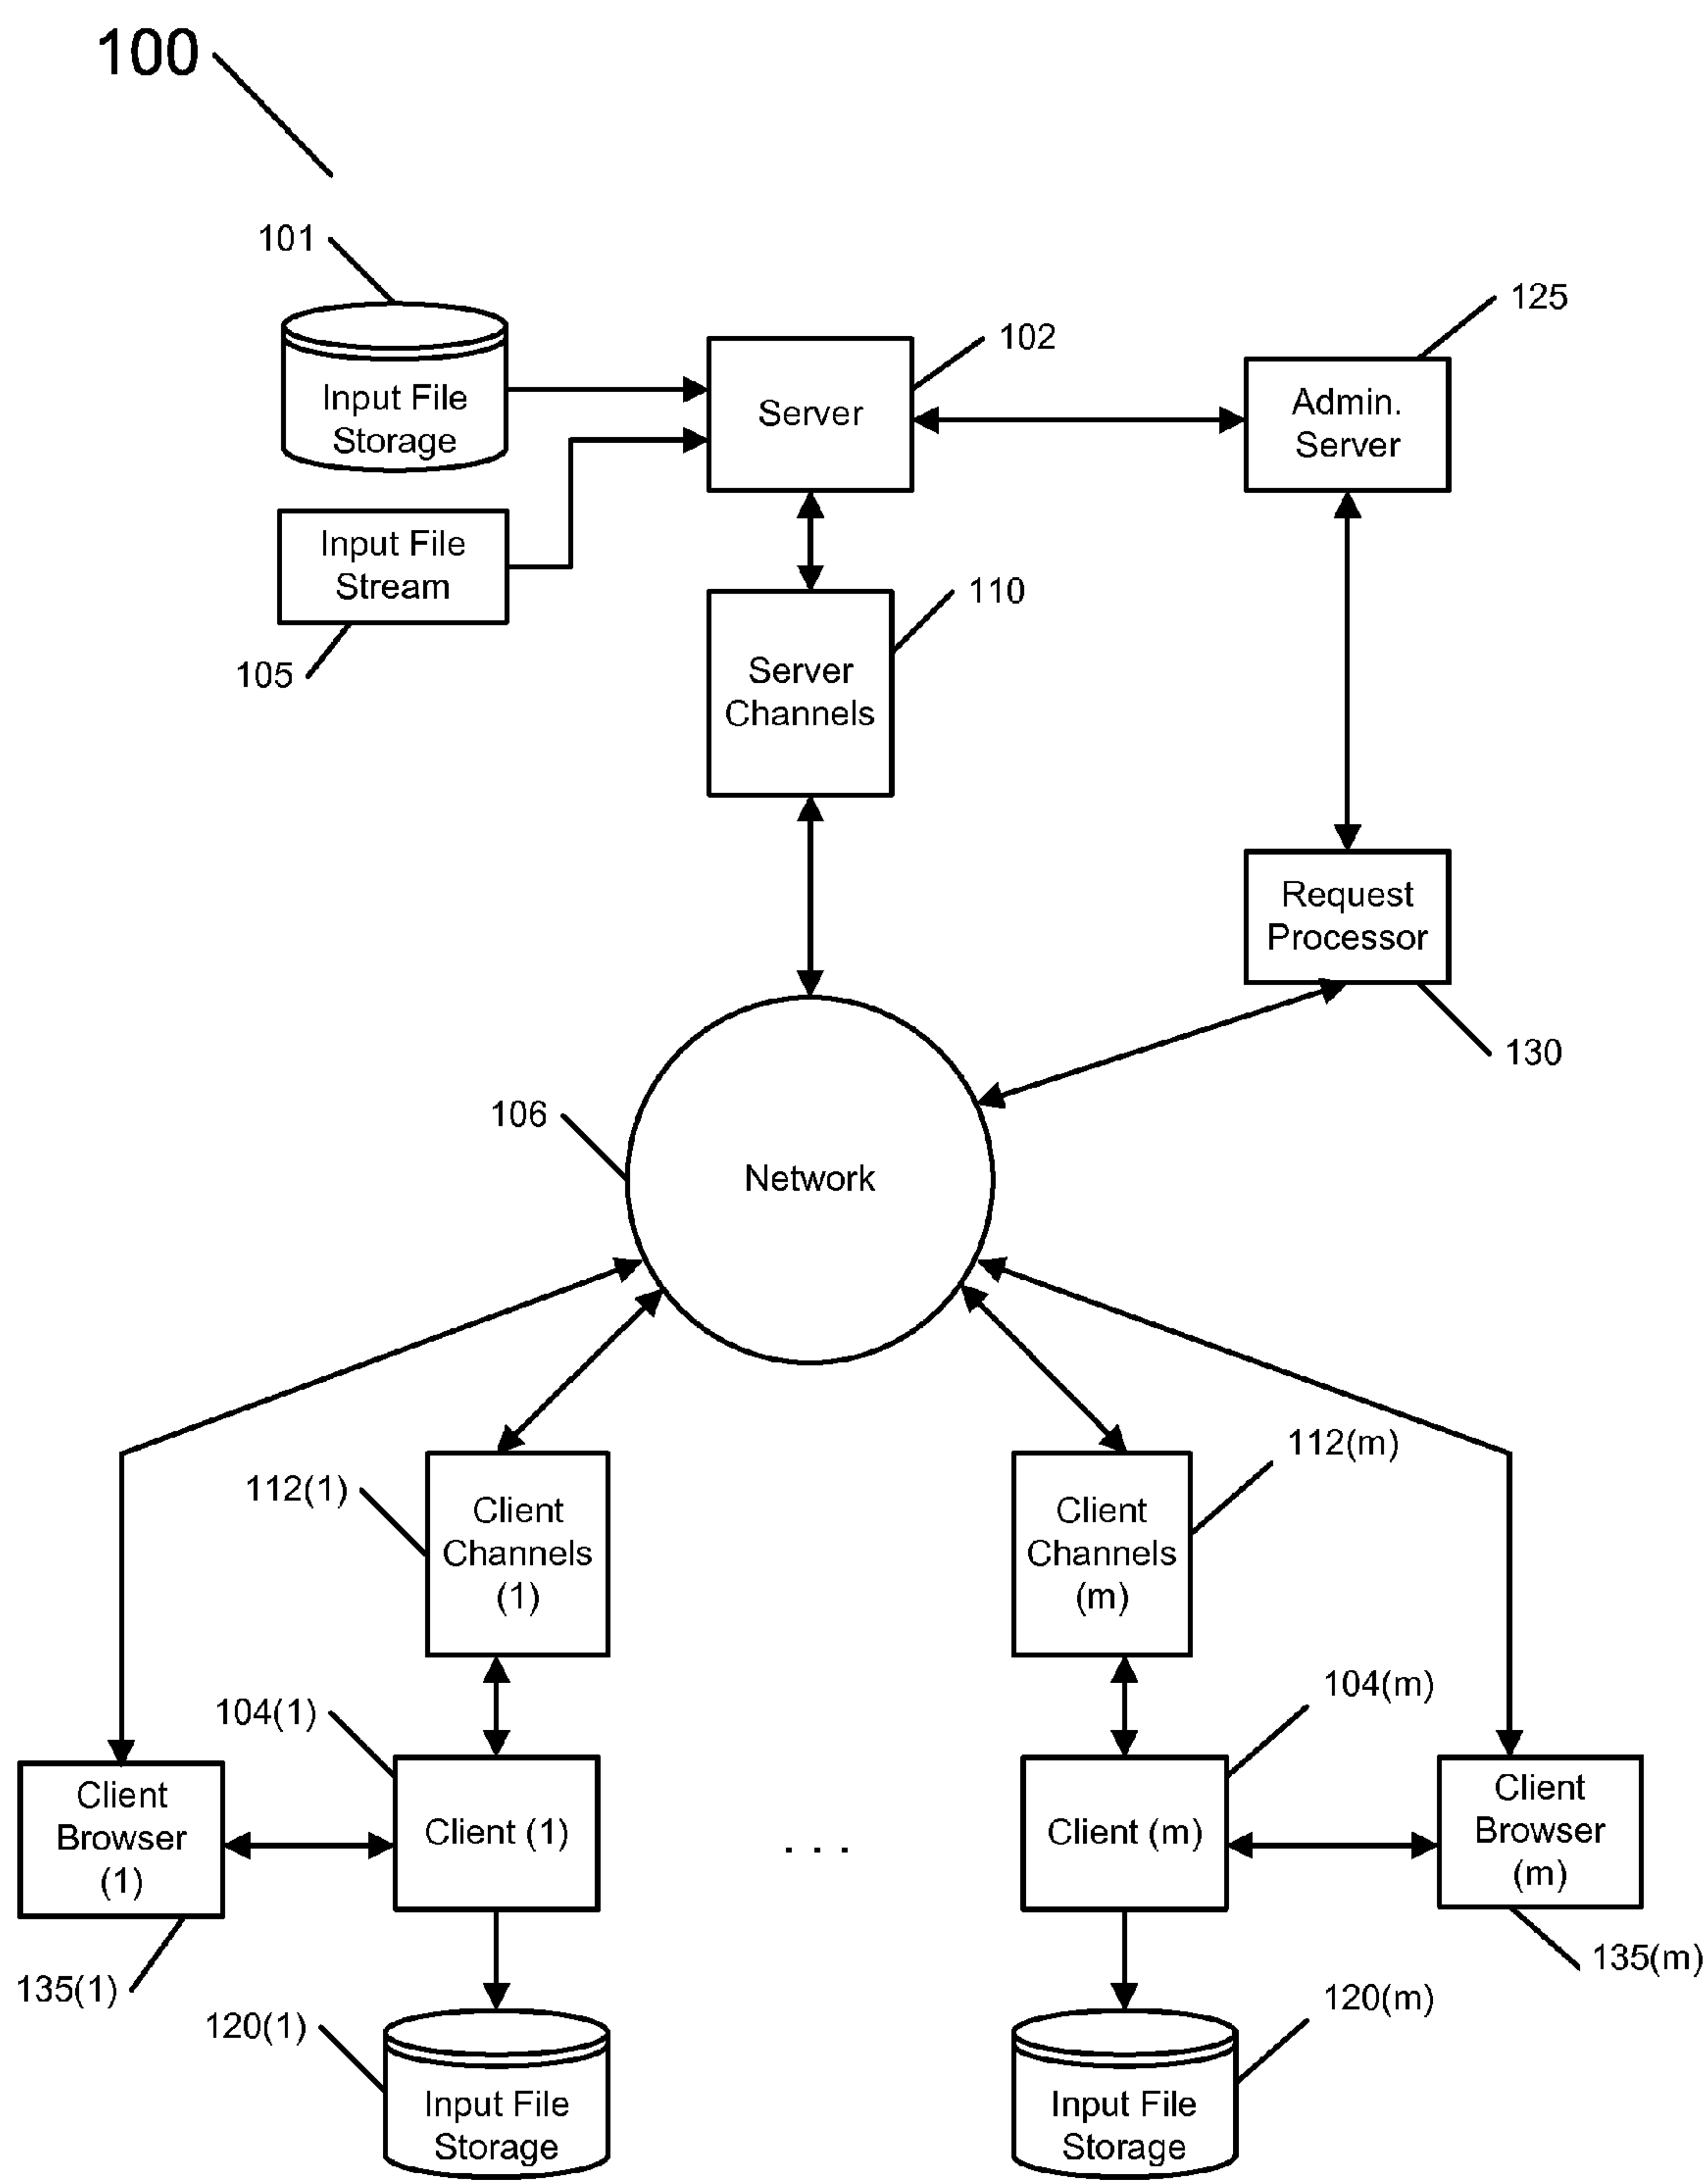 100
101
125
102
Input File
Storage
Server
Admin.
Server
Input File
Stream
110
105
Server
Channels
Request
Processor
130
106
Network
112(m)
112(1)
Client
Channels
(1)
Client
Channels
(m)
104(m)
104(1)
Client
Browser
(1)
Client (1)
. . .
Client (m)
Client
Browser
(m)
135(1)
135(m)
120(1)
120(m)
Input File
Storage
Input File
Storage